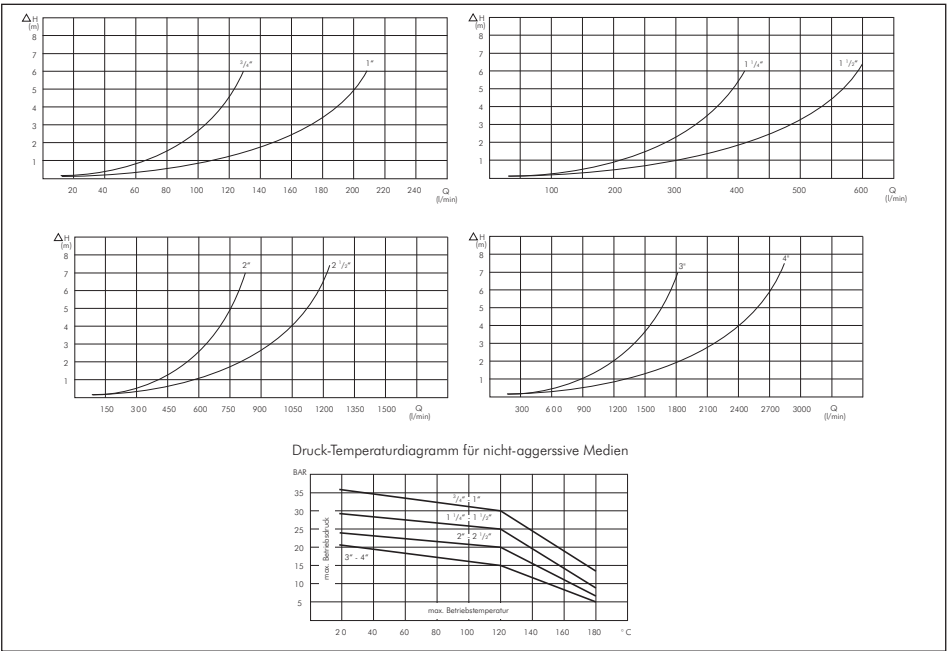 △H
(m)
8
7
6
5
4
3
2
1
³/₄"
1"
20 40 60 80 100 120 140 160 180 200 220 240 Q
(l/min)
△H
(m)
8
7
6
5
4
3
2
1
1 ¹/₄"
1 ¹/₂"
100 200 300 400 500 600 Q
(l/min)
△H
(m)
8
7
6
5
4
3
2
1
2"
2 ¹/₂"
150 300 450 600 750 900 1050 1200 1350 1500 Q
(l/min)
△H
(m)
8
7
6
5
4
3
2
1
3"
4"
300 600 900 1200 1500 1800 2100 2400 2700 3000 Q
(l/min)
Druck-Temperaturdiagramm für nicht-aggerssive Medien
BAR
35
30
25
20
15
10
5
max. Betriebsdruck
³/₄" - 1"
1 ¹/₄" - 1 ¹/₂"
2" - 2 ¹/₂"
3" - 4"
max. Betriebstemperatur
20 40 60 80 100 120 140 160 180 °C